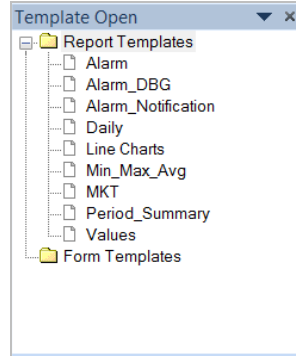 Template Open
Report Templates
Alarm
Alarm_DBG
Alarm_Notification
Daily
Line Charts
Min_Max_Avg
MKT
Period_Summary
Values
Form Templates